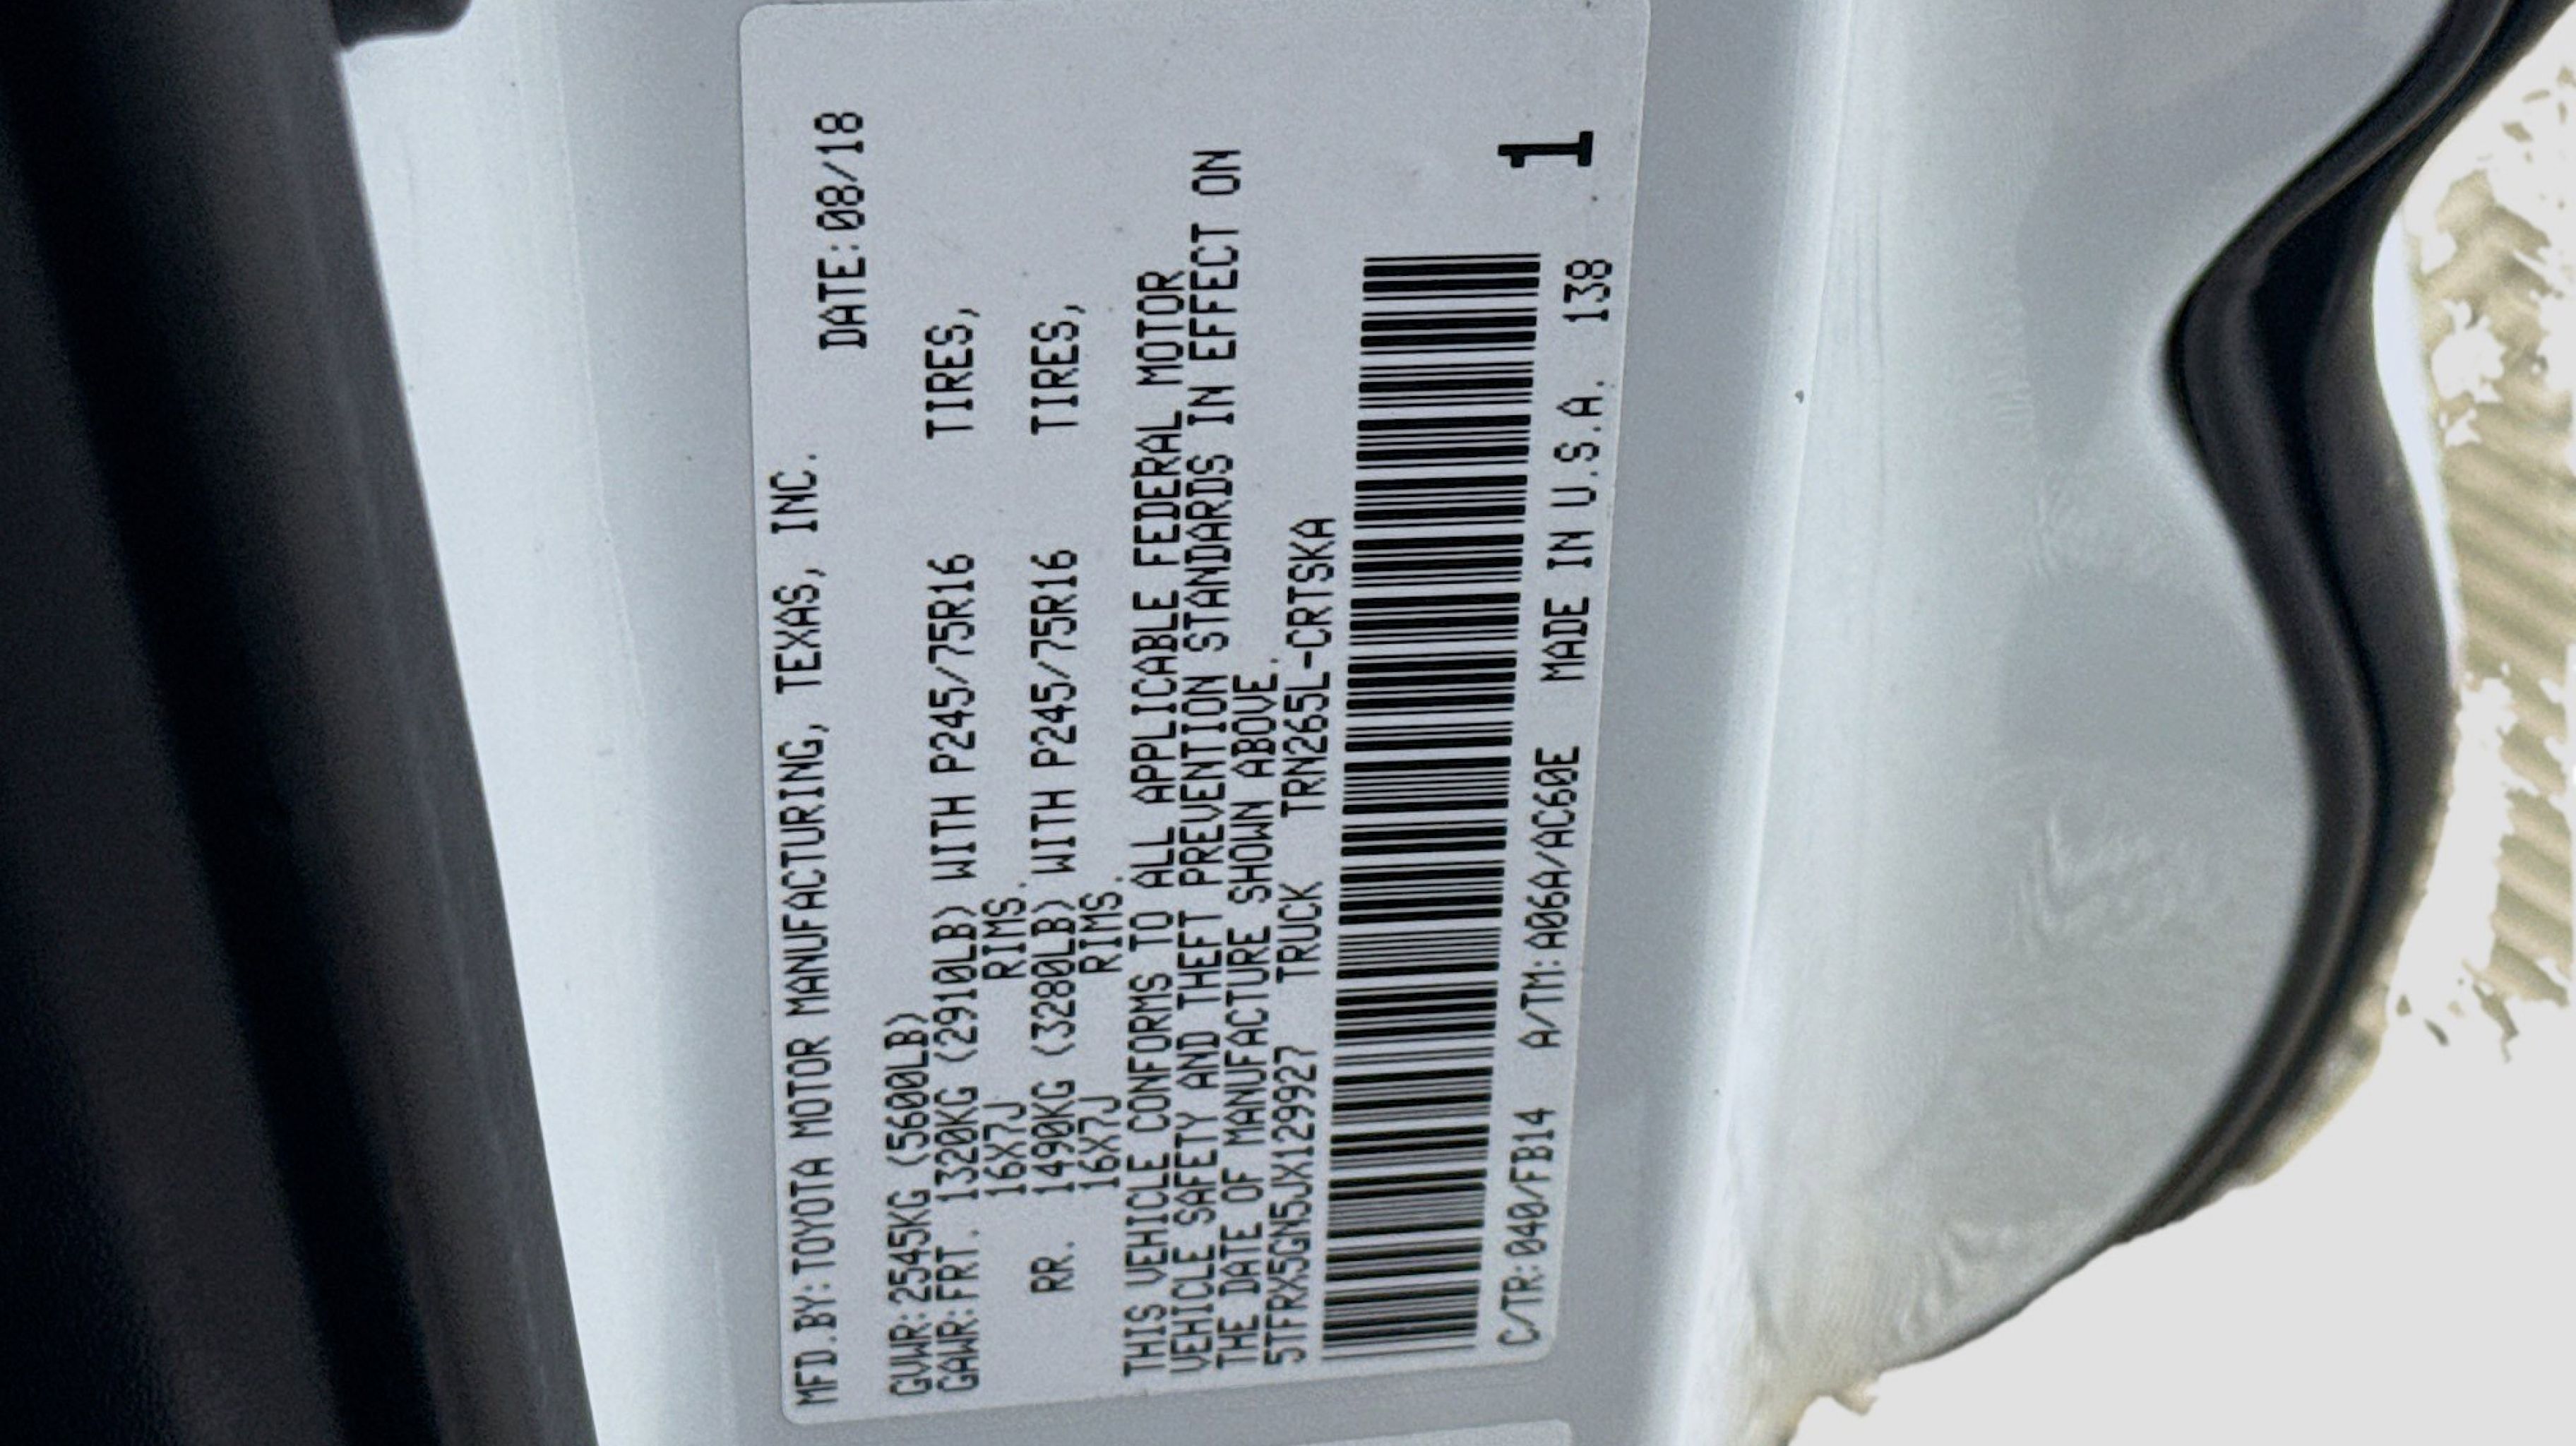 MFD.BY:TOYOTA MOTOR MANUFACTURING, TEXAS, INC.
DATE:08/18
GVWR:2545KG (5600LB)
GAWR:FRT. 1320KG (2910LB) WITH P245/75R16 TIRES,
16X7J RIMS.
RR. 1490KG (3280LB) WITH P245/75R16 TIRES,
16X7J RIMS.
THIS VEHICLE CONFORMS TO ALL APPLICABLE FEDERAL MOTOR
VEHICLE SAFETY AND THEFT PREVENTION STANDARDS IN EFFECT ON
THE DATE OF MANUFACTURE SHOWN ABOVE.
5TFRX5GN5JX129927 TRUCK TRN265L-CRTSKA
C/TR:040/FB14 A/TM:A06A/AC60E MADE IN U.S.A. 138 1